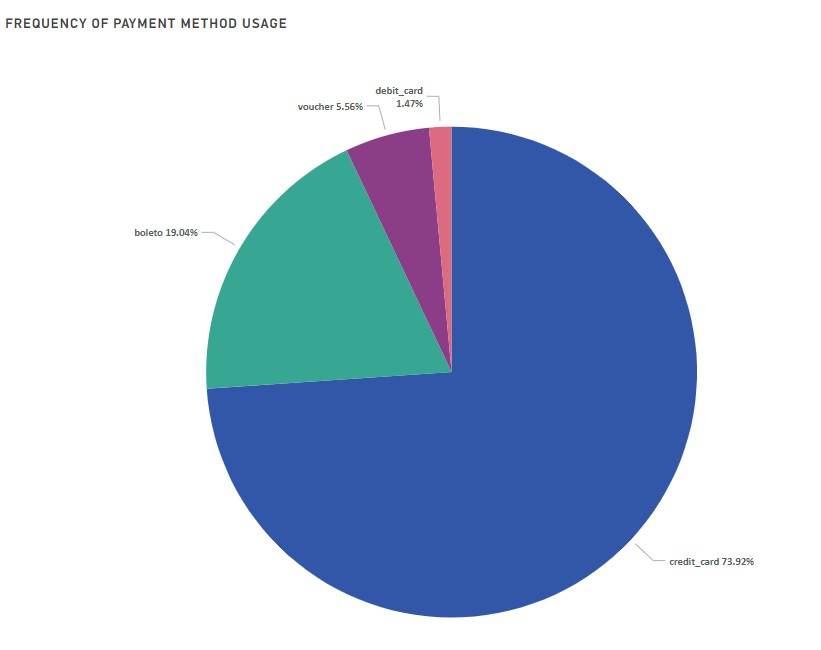 FREQUENCY OF PAYMENT METHOD USAGE
debit_card
1.47%
voucher 5.56%
boleto 19.04%
credit_card 73.92%